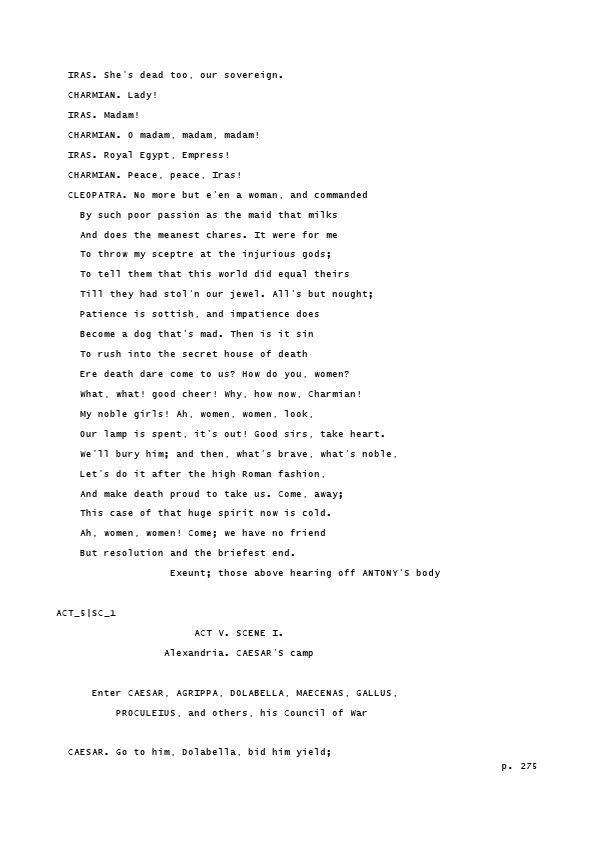 IRAS. She's dead too, our sovereign.
CHARMIAN. Lady!
IRAS. Madam!
CHARMIAN. O madam, madam, madam!
IRAS. Royal Egypt, Empress!
CHARMIAN. Peace, peace, Iras!
CLEOPATRA. No more but e'en a woman, and commanded
By such poor passion as the maid that milks
And does the meanest chares. It were for me
To throw my sceptre at the injurious gods;
To tell them that this world did equal theirs
Till they had stol'n our jewel. All's but nought;
Patience is sottish, and impatience does
Become a dog that's mad. Then is it sin
To rush into the secret house of death
Ere death dare come to us? How do you, women?
What, what! good cheer! Why, how now, Charmian!
My noble girls! Ah, women, women, look,
Our lamp is spent, it's out! Good sirs, take heart.
We'll bury him; and then, what's brave, what's noble,
Let's do it after the high Roman fashion,
And make death proud to take us. Come, away;
This case of that huge spirit now is cold.
Ah, women, women! Come; we have no friend
But resolution and the briefest end.
Exeunt; those above hearing off ANTONY'S body
ACT_5|SC_1
ACT V. SCENE I.
Alexandria. CAESAR'S camp
Enter CAESAR, AGRIPPA, DOLABELLA, MAECENAS, GALLUS,
PROCULEIUS, and others, his Council of War
CAESAR. Go to him, Dolabella, bid him yield;
p. 275